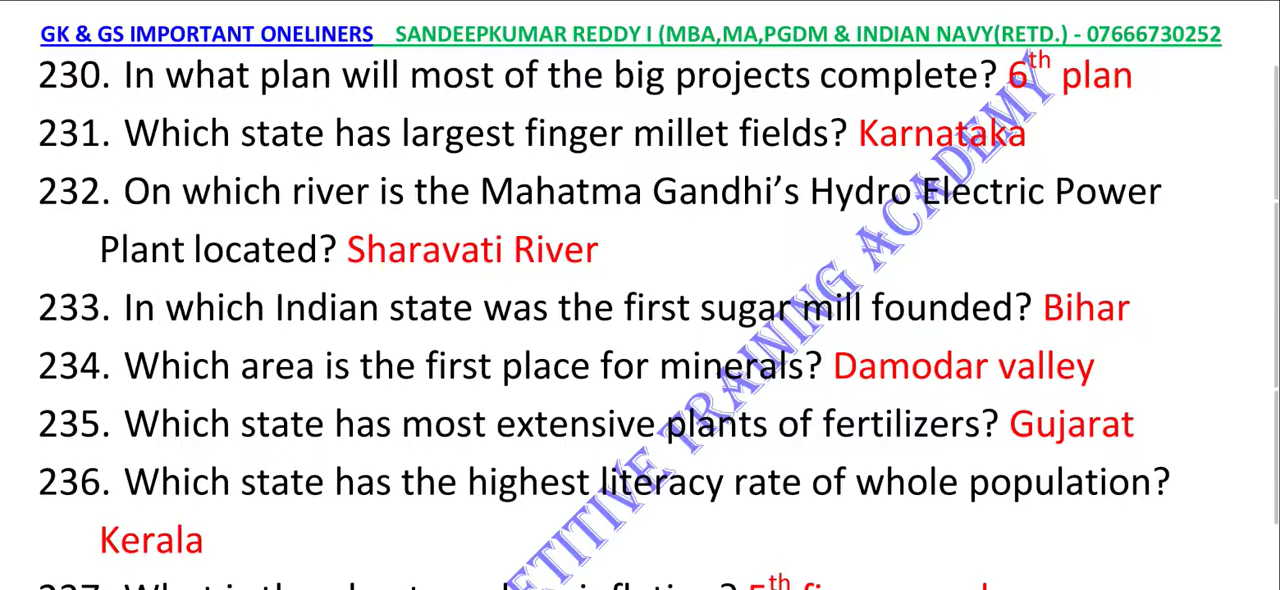 GK & GS IMPORTANT ONELINERS SANDEEPKUMAR REDDY I (MBA,MA,PGDM & INDIAN NAVY(RETD.) - 07666730252
230. In what plan will most of the big projects complete? 6th plan
231. Which state has largest finger millet fields? Karnataka
232. On which river is the Mahatma Gandhi's Hydro Electric Power
Plant located? Sharavati River
233. In which Indian state was the first sugar mill founded? Bihar
234. Which area is the first place for minerals? Damodar valley
235. Which state has most extensive plants of fertilizers? Gujarat
236. Which state has the highest literacy rate of whole population?
Kerala
ETITIVE TRAINING ACADEMY